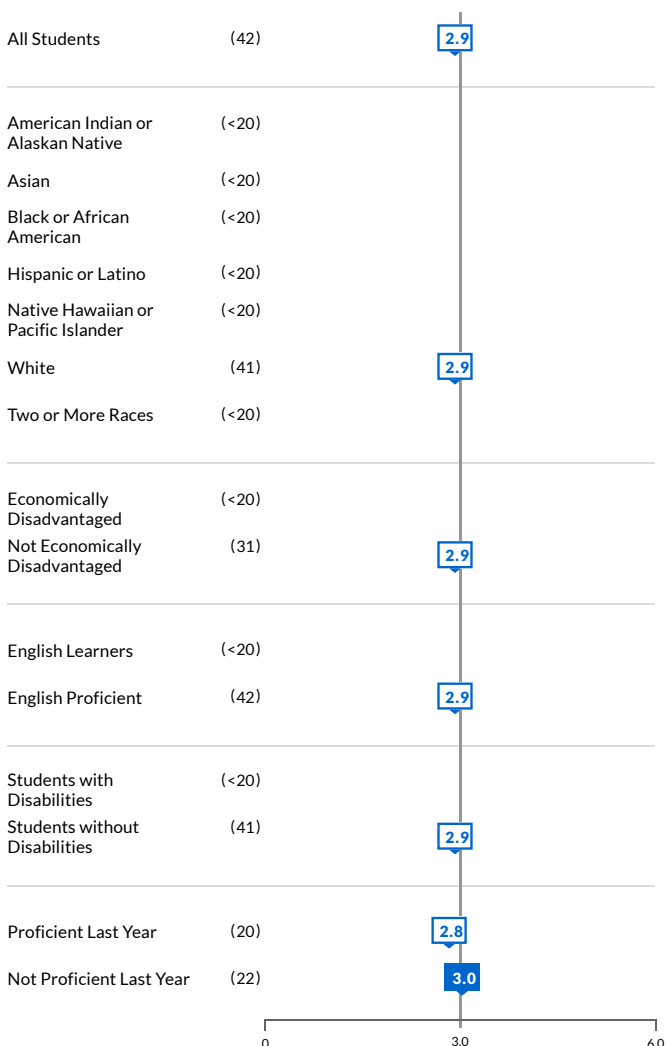 All Students (42) 2.9
American Indian or (<20)
Alaskan Native
Asian (<20)
Black or African (<20)
American
Hispanic or Latino (<20)
Native Hawaiian or (<20)
Pacific Islander
White (41) 2.9
Two or More Races (<20)
Economically (<20)
Disadvantaged
Not Economically (31) 2.9
Disadvantaged
English Learners (<20)
English Proficient (42) 2.9
Students with (<20)
Disabilities
Students without (41) 2.9
Disabilities
Proficient Last Year (20) 2.8
Not Proficient Last Year (22) 3.0
0 3.0 6.0